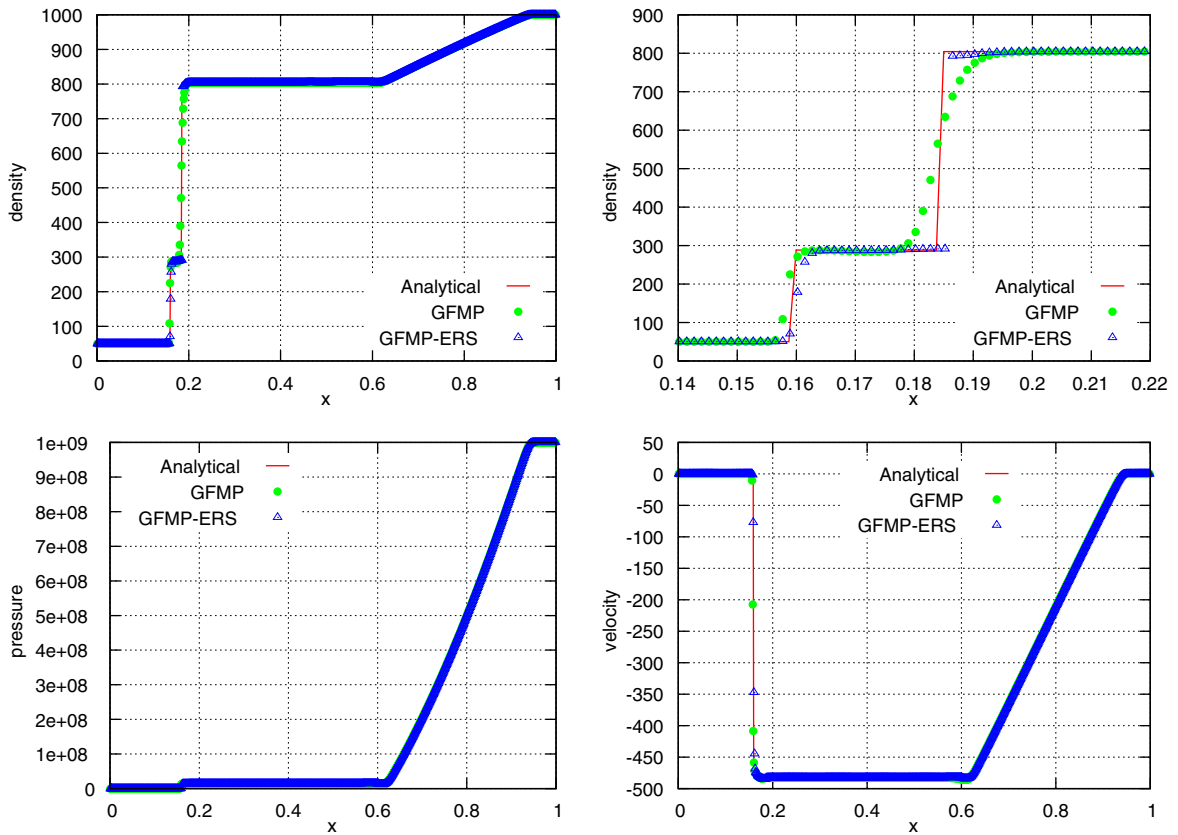 1000
900
800
700
600
500
400
300
200
100
0
density
Analytical
GFMP
GFMP-ERS
0 0.2 0.4 0.6 0.8 1
x
900
800
700
600
500
400
300
200
100
0
density
Analytical
GFMP
GFMP-ERS
0.14 0.15 0.16 0.17 0.18 0.19 0.2 0.21 0.22
x
1e+09
9e+08
8e+08
7e+08
6e+08
5e+08
4e+08
3e+08
2e+08
1e+08
0
pressure
Analytical
GFMP
GFMP-ERS
0 0.2 0.4 0.6 0.8 1
x
50
0
-50
-100
-150
-200
-250
-300
-350
-400
-450
-500
velocity
Analytical
GFMP
GFMP-ERS
0 0.2 0.4 0.6 0.8 1
x